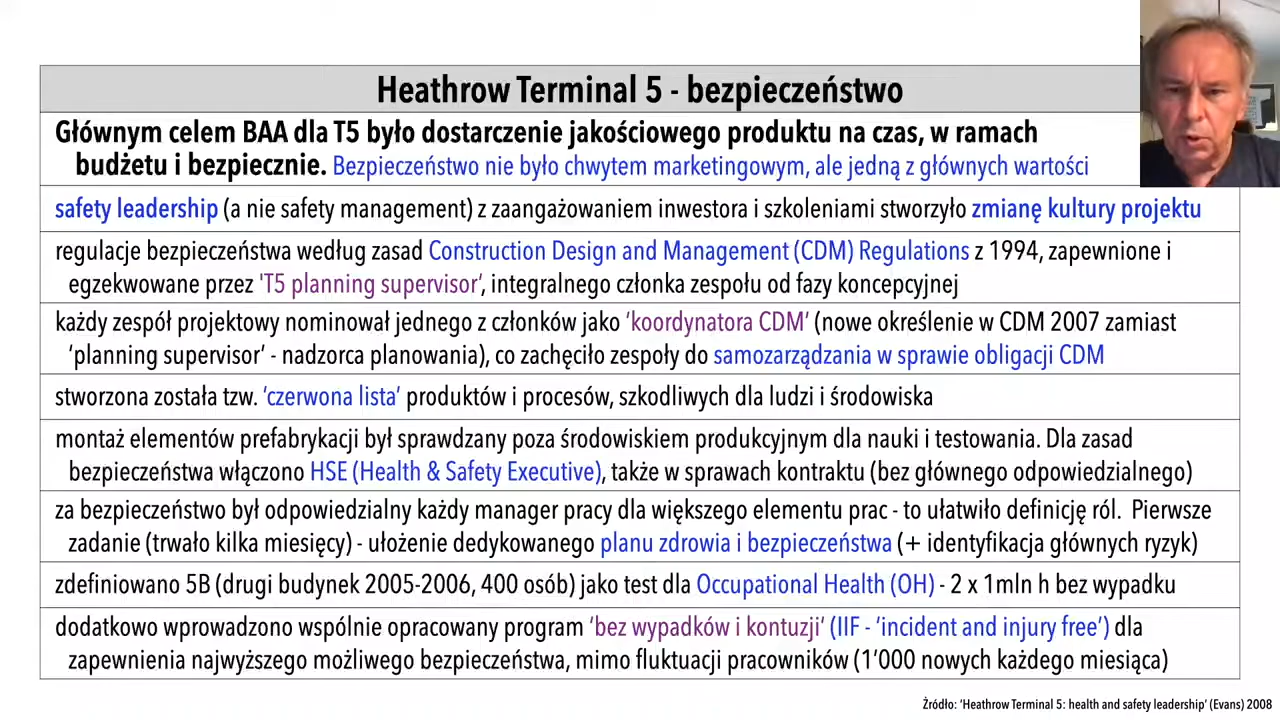 Heathrow Terminal 5 - bezpieczeństwo
Głównym celem BAA dla T5 było dostarczenie jakościowego produktu na czas, w ramach
budżetu i bezpiecznie. Bezpieczeństwo nie było chwytem marketingowym, ale jedną z głównych wartości
safety leadership (a nie safety management) z zaangażowaniem inwestora i szkoleniami stworzyło zmianę kultury projektu
regulacje bezpieczeństwa według zasad Construction Design and Management (CDM) Regulations z 1994, zapewnione i
egzekwowane przez 'T5 planning supervisor', integralnego członka zespołu od fazy koncepcyjnej
każdy zespół projektowy nominował jednego z członków jako 'koordynatora CDM' (nowe określenie w CDM 2007 zamiast
'planning supervisor' - nadzorca planowania), co zachęciło zespoły do samozarządzania w sprawie obligacji CDM
stworzona została tzw. 'czerwona lista' produktów i procesów, szkodliwych dla ludzi i środowiska
montaż elementów prefabrykacji był sprawdzany poza środowiskiem produkcyjnym dla nauki i testowania. Dla zasad
bezpieczeństwa włączono HSE (Health & Safety Executive), także w sprawach kontraktu (bez głównego odpowiedzialnego)
za bezpieczeństwo był odpowiedzialny każdy manager pracy dla większego elementu prac - to ułatwiło definicję ról. Pierwsze
zadanie (trwało kilka miesięcy) - ułożenie dedykowanego planu zdrowia i bezpieczeństwa (+ identyfikacja głównych ryzyk)
zdefiniowano 5B (drugi budynek 2005-2006, 400 osób) jako test dla Occupational Health (OH) - 2 x 1mln h bez wypadku
dodatkowo wprowadzono wspólnie opracowany program 'bez wypadków i kontuzji' (IIF - 'incident and injury free') dla
zapewnienia najwyższego możliwego bezpieczeństwa, mimo fluktuacji pracowników (1'000 nowych każdego miesiąca)
Źródło: 'Heathrow Terminal 5: health and safety leadership' (Evans) 2008